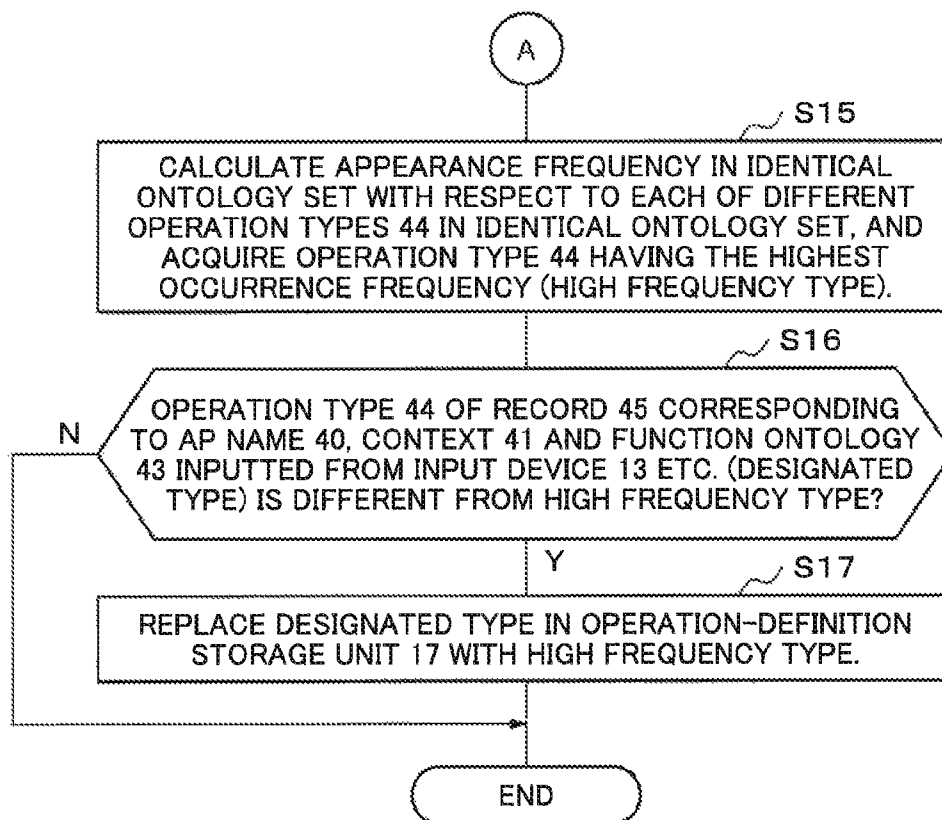 A
S15
CALCULATE APPEARANCE FREQUENCY IN IDENTICAL
ONTOLOGY SET WITH RESPECT TO EACH OF DIFFERENT
OPERATION TYPES 44 IN IDENTICAL ONTOLOGY SET, AND
ACQUIRE OPERATION TYPE 44 HAVING THE HIGHEST
OCCURRENCE FREQUENCY (HIGH FREQUENCY TYPE).
S16
OPERATION TYPE 44 OF RECORD 45 CORRESPONDING
TO AP NAME 40, CONTEXT 41 AND FUNCTION ONTOLOGY
43 INPUTTED FROM INPUT DEVICE 13 ETC. (DESIGNATED
TYPE) IS DIFFERENT FROM HIGH FREQUENCY TYPE?
N
Y
S17
REPLACE DESIGNATED TYPE IN OPERATION-DEFINITION
STORAGE UNIT 17 WITH HIGH FREQUENCY TYPE.
END